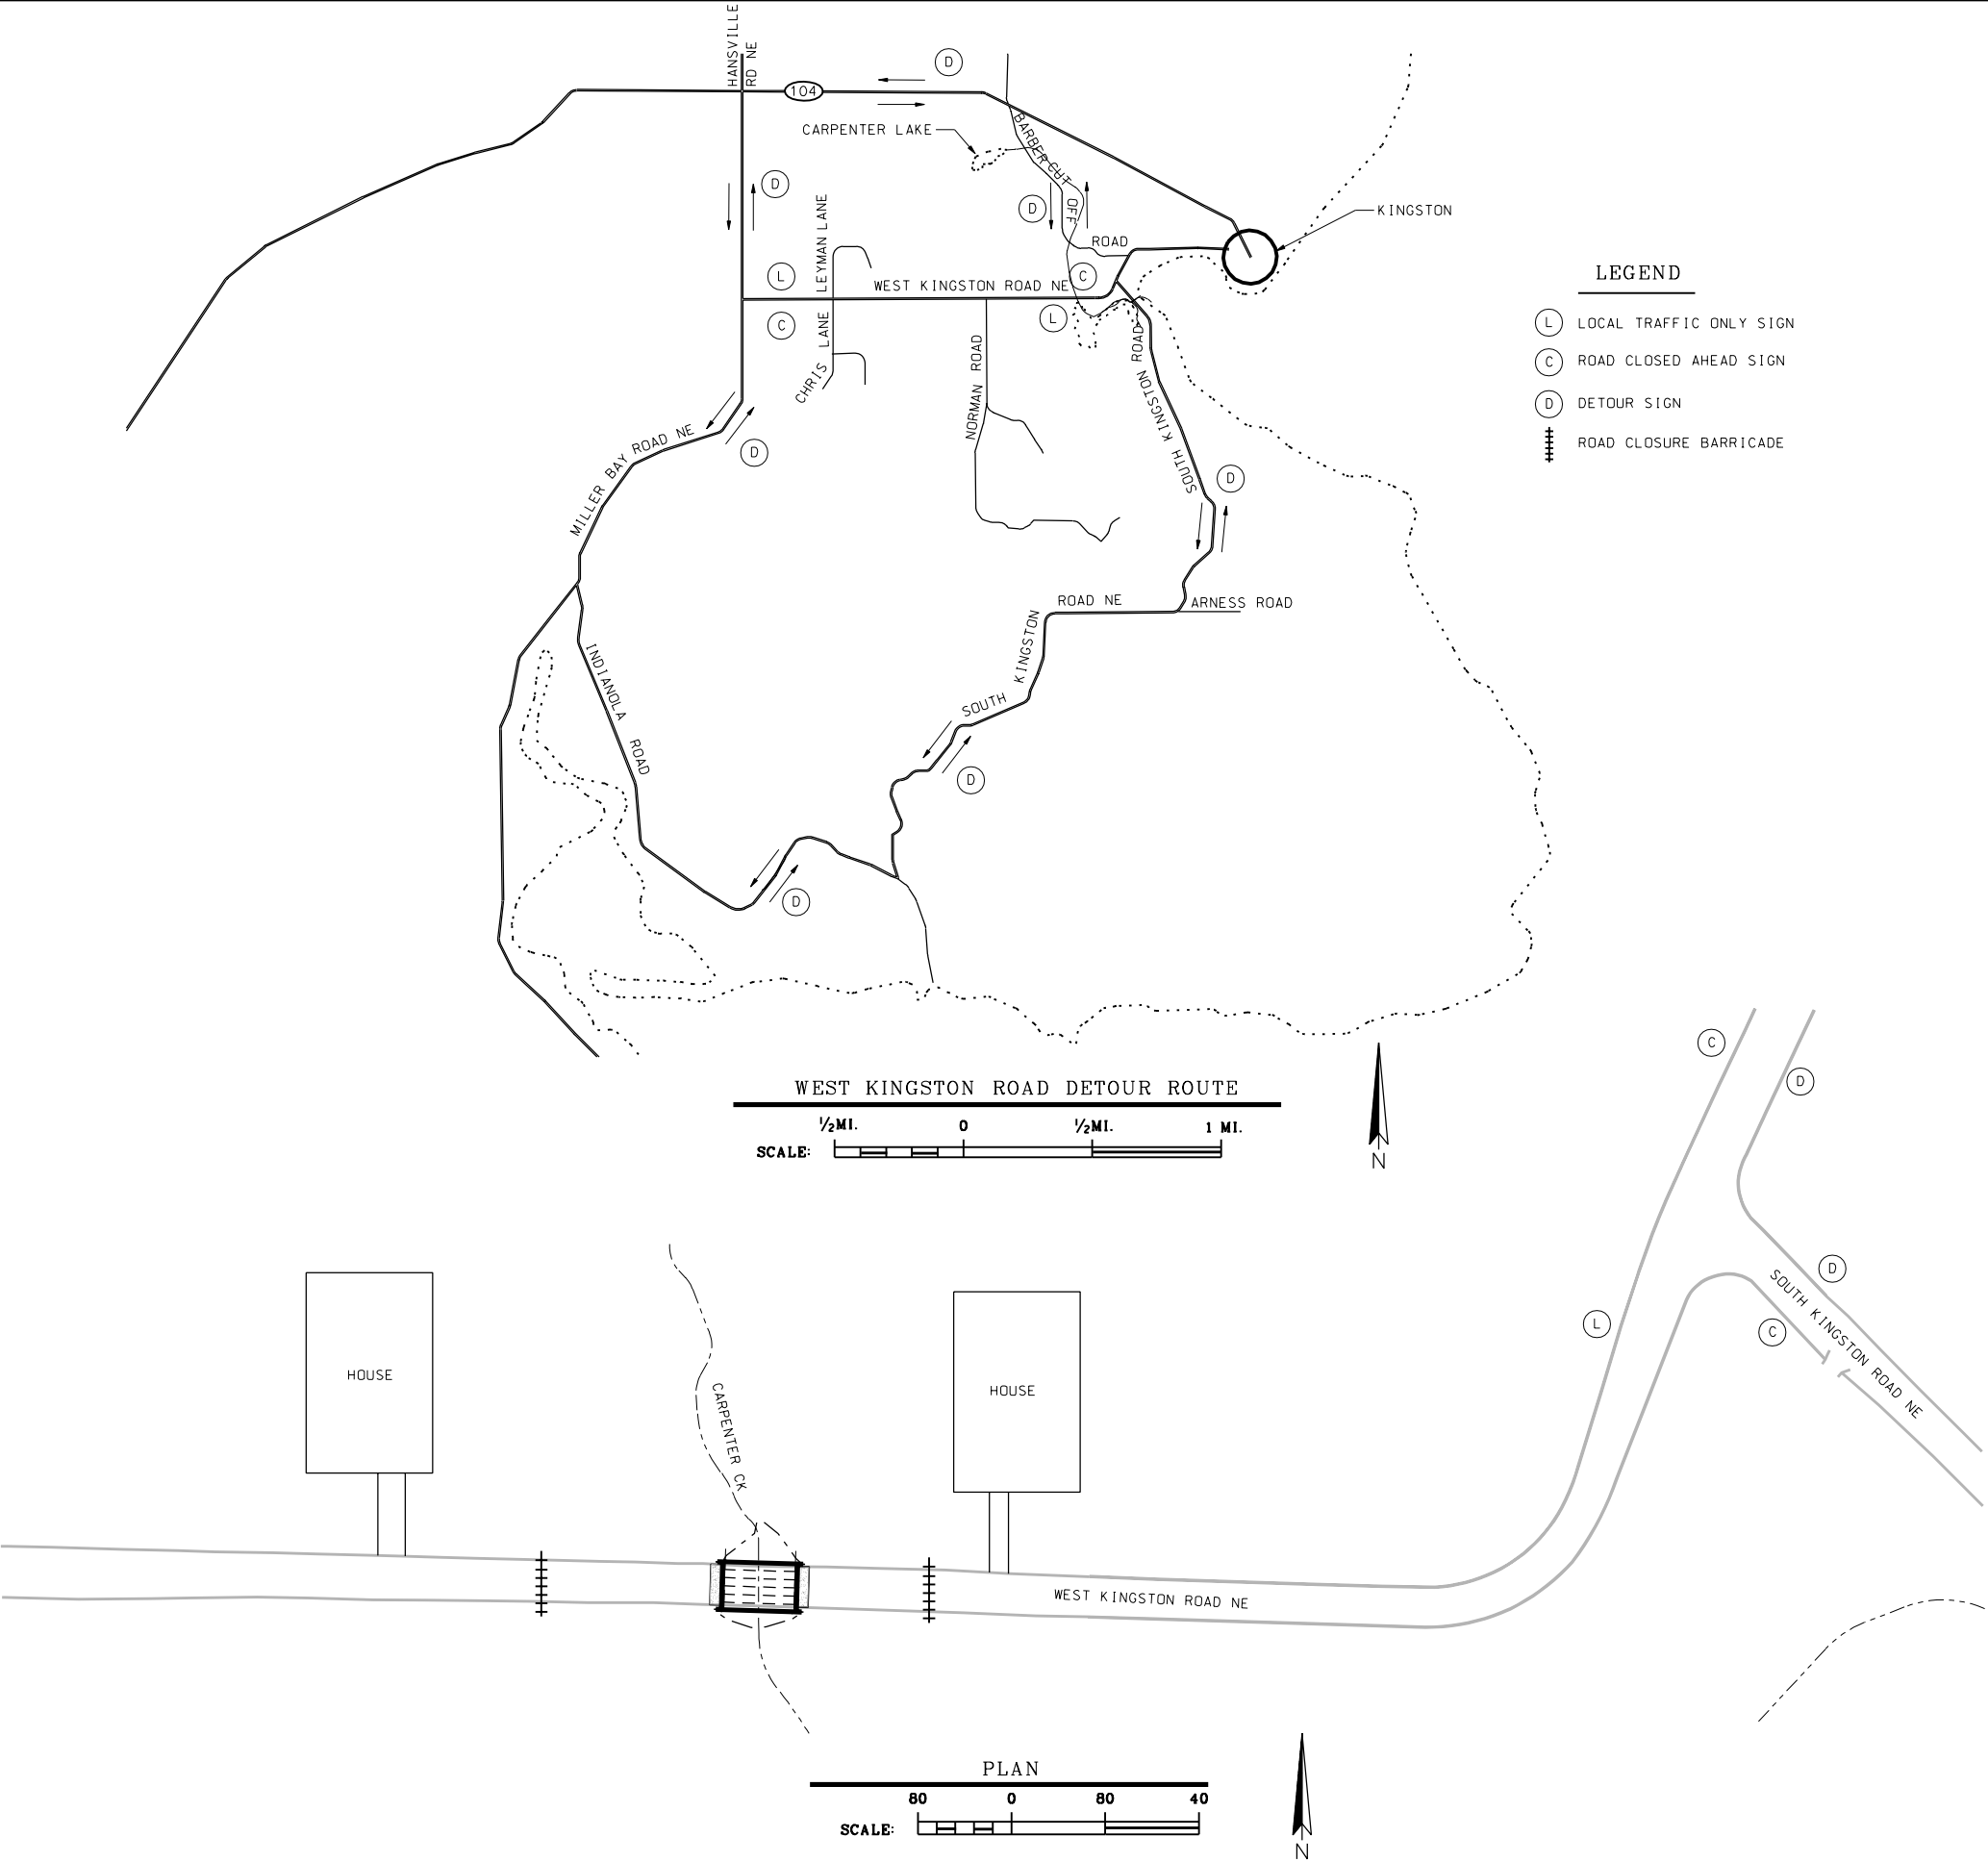 HANSVILLE
RD NE
D
104
CARPENTER LAKE
BARBER CUT
OFF
ROAD
D
D
KINGSTON
LEYMAN LANE
L
C
WEST KINGSTON ROAD NE
C
L
CHRIS LANE
NORMAN ROAD
SOUTH KINGSTON ROAD
MILLER BAY ROAD NE
D
D
ROAD NE
ARNESS ROAD
SOUTH KINGSTON
INDIANOLA ROAD
D
D
LEGEND
L LOCAL TRAFFIC ONLY SIGN
C ROAD CLOSED AHEAD SIGN
D DETOUR SIGN
ROAD CLOSURE BARRICADE
WEST KINGSTON ROAD DETOUR ROUTE
½MI. 0 ½MI. 1 MI.
SCALE:
N
C
D
D
SOUTH KINGSTON ROAD NE
L
C
HOUSE
HOUSE
CARPENTER CK
WEST KINGSTON ROAD NE
PLAN
80 0 80 40
SCALE:
N